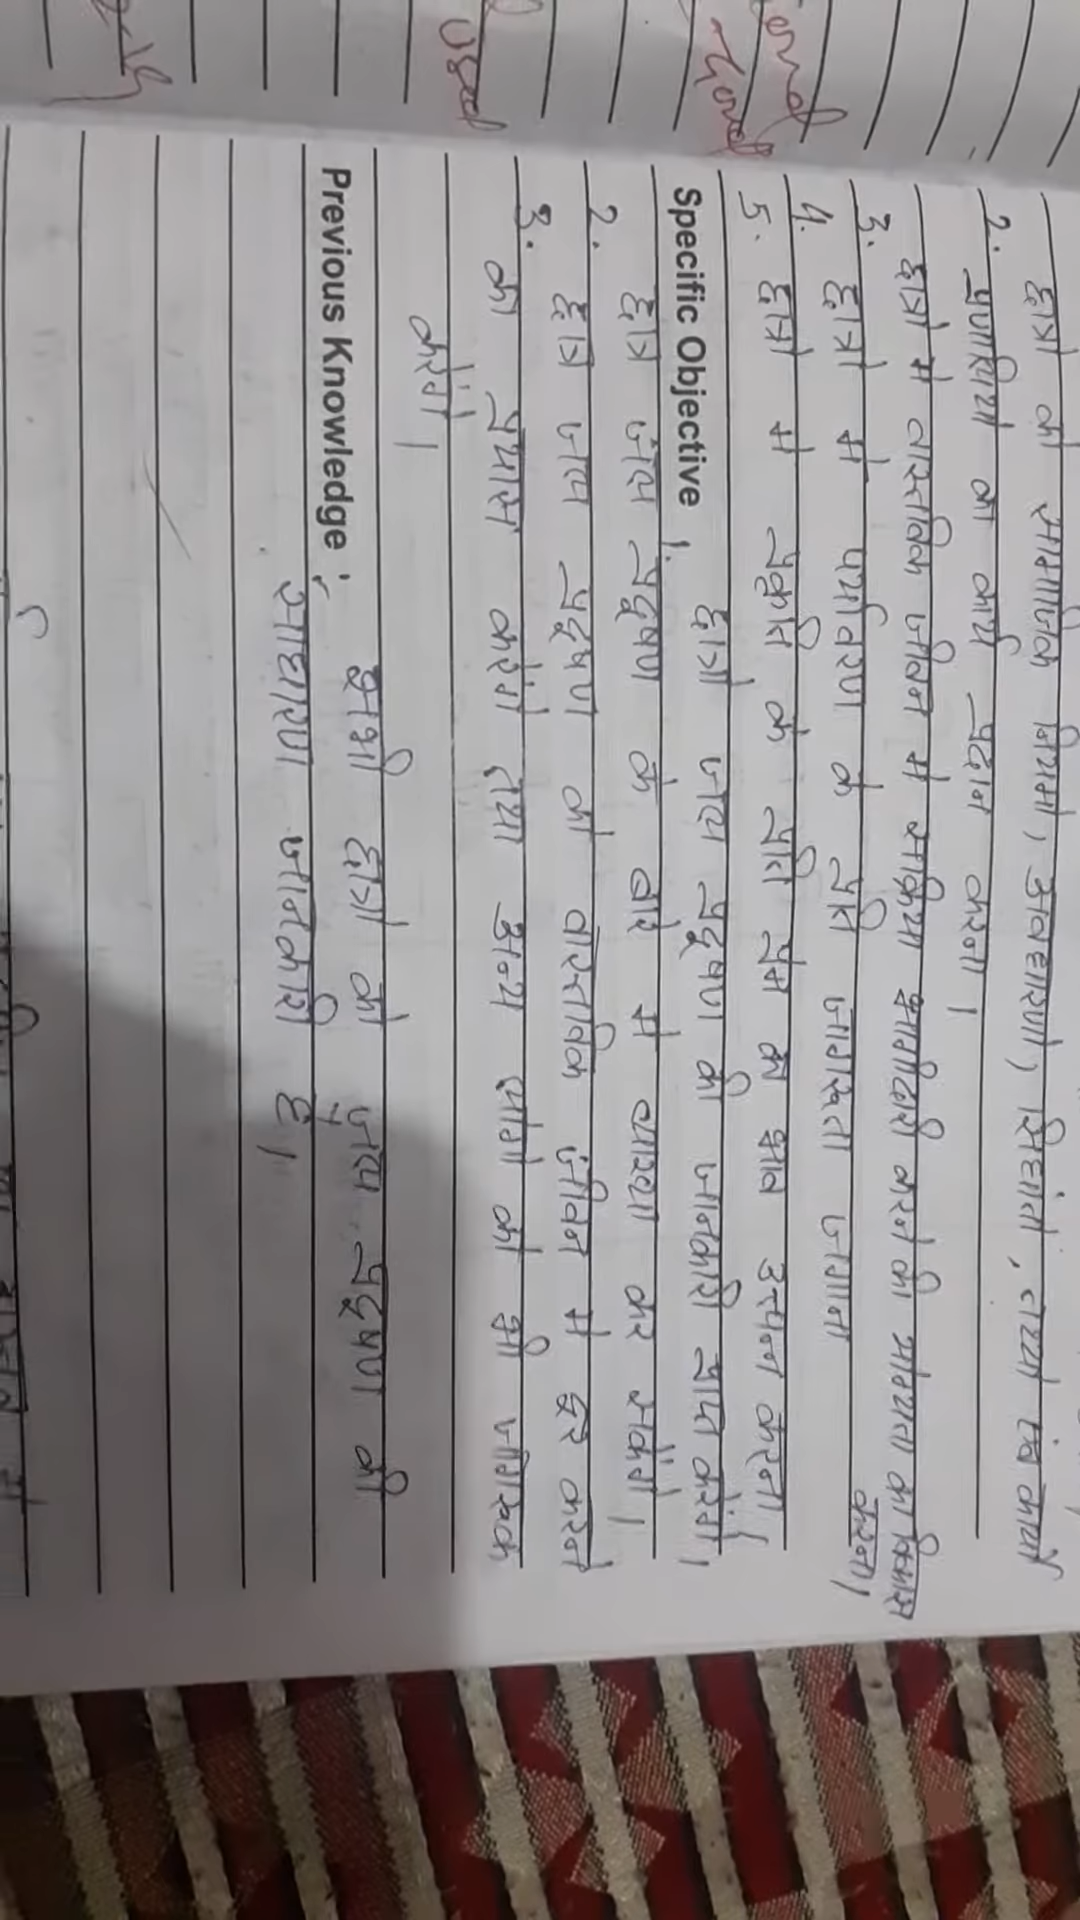 छात्रो को सामाजिक नियमो, अवधारणो, सिद्धांतो, तथ्यो एंव कार्य
2. प्रणालियो का कार्य प्रदान करना।
छात्रो मे वास्तविक जीवन मे सक्रिया भागीदारी करने की मान्यता का विकास करना।
3. छात्रो मे पर्यावरण के प्रति जागरूता जगाना
4.
5. छात्रो मे प्रकृति के प्रति प्रेम का भाव उत्पन्न करना।
Specific Objective 1. छात्रो जल प्रदूषण की जानकारी प्राप्त करेंगे।
छात्र जल प्रदूषण के बारे मे व्याख्या कर सकेंगे।
2. छात्र जल प्रदूषण को वास्तविक जीवन मे दूर करने
3. का प्रयास करेंगे तथा अन्य लोगो को भी जागरूक
करेंगे।
Previous Knowledge : सभी छात्रो को जल प्रदूषण की
साधारण जानकारी है।
used